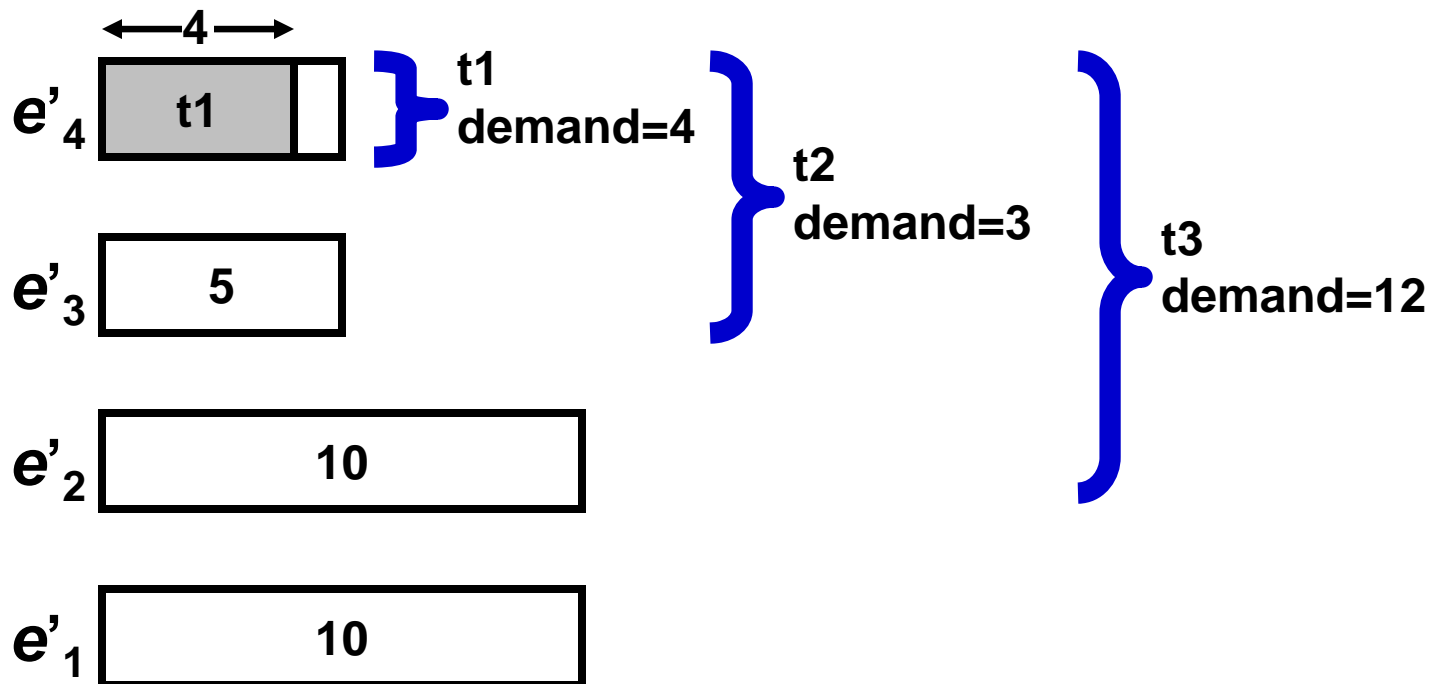 4
e’4 t1
t1
demand=4
t2
demand=3
e’3 5
t3
demand=12
e’2 10
e’1 10